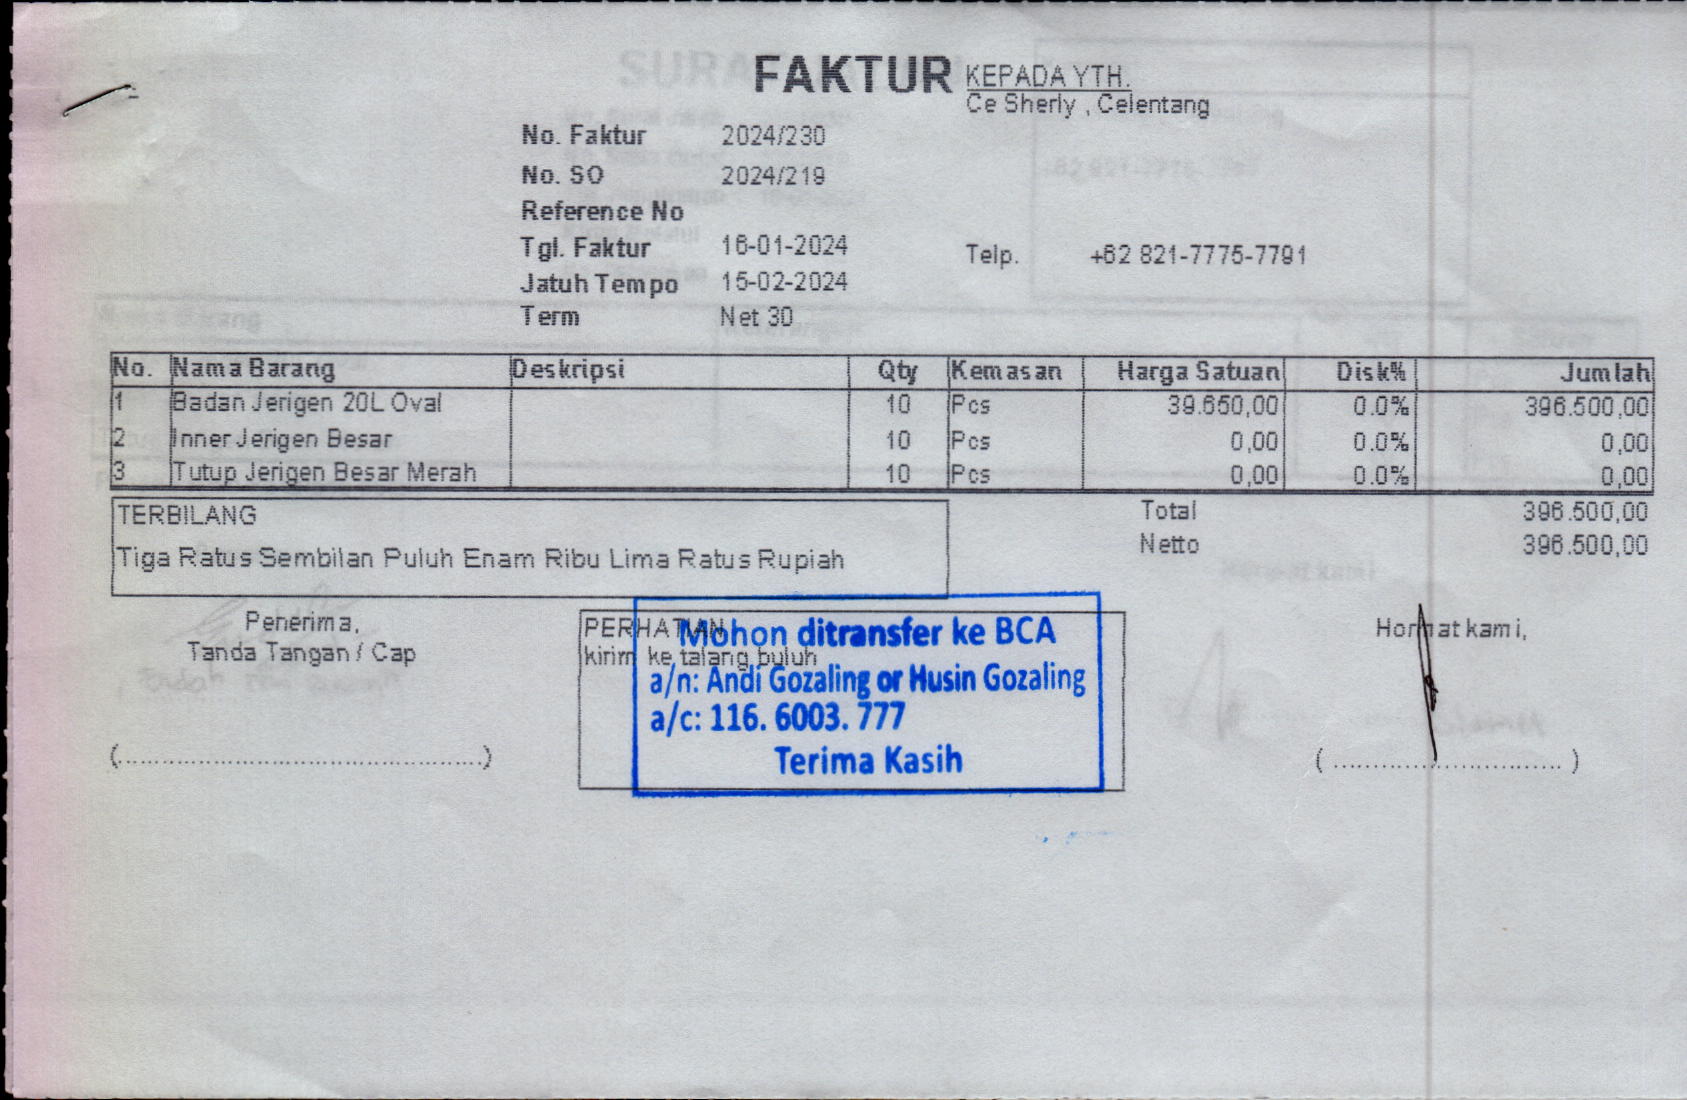 FAKTUR
KEPADA YTH.
Ce Sherly , Celentang
No. Faktur 2024/230
No. SO 2024/219
Reference No
Tgl. Faktur 16-01-2024
Telp. +62 821-7775-7791
Jatuh Tempo 15-02-2024
Term Net 30
No. Nama Barang Deskripsi Qty Kemasan Harga Satuan Disk% Jumlah
1 Badan Jerigen 20L Oval 10 Pcs 39.650,00 0.0% 396.500,00
2 Inner Jerigen Besar 10 Pcs 0,00 0.0% 0,00
3 Tutup Jerigen Besar Merah 10 Pcs 0,00 0.0% 0,00
TERBILANG
Tiga Ratus Sembilan Puluh Enam Ribu Lima Ratus Rupiah
Total 396.500,00
Netto 396.500,00
Penerima,
Tanda Tangan / Cap
(..............................................)
PERHATIAN
kirim ke talang buluh
Mohon ditransfer ke BCA
a/n: Andi Gozaling or Husin Gozaling
a/c: 116. 6003. 777
Terima Kasih
Hormat kami,
( ............................. )